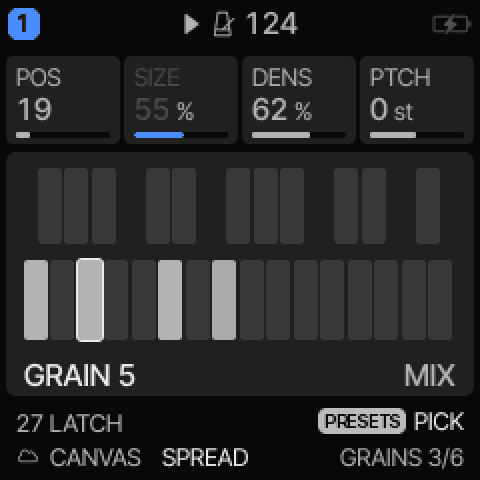 1 124
POS SIZE DENS PTCH
19 55 % 62 % 0 st
GRAIN 5 MIX
27 LATCH PRESETS PICK
CANVAS SPREAD GRAINS 3/6